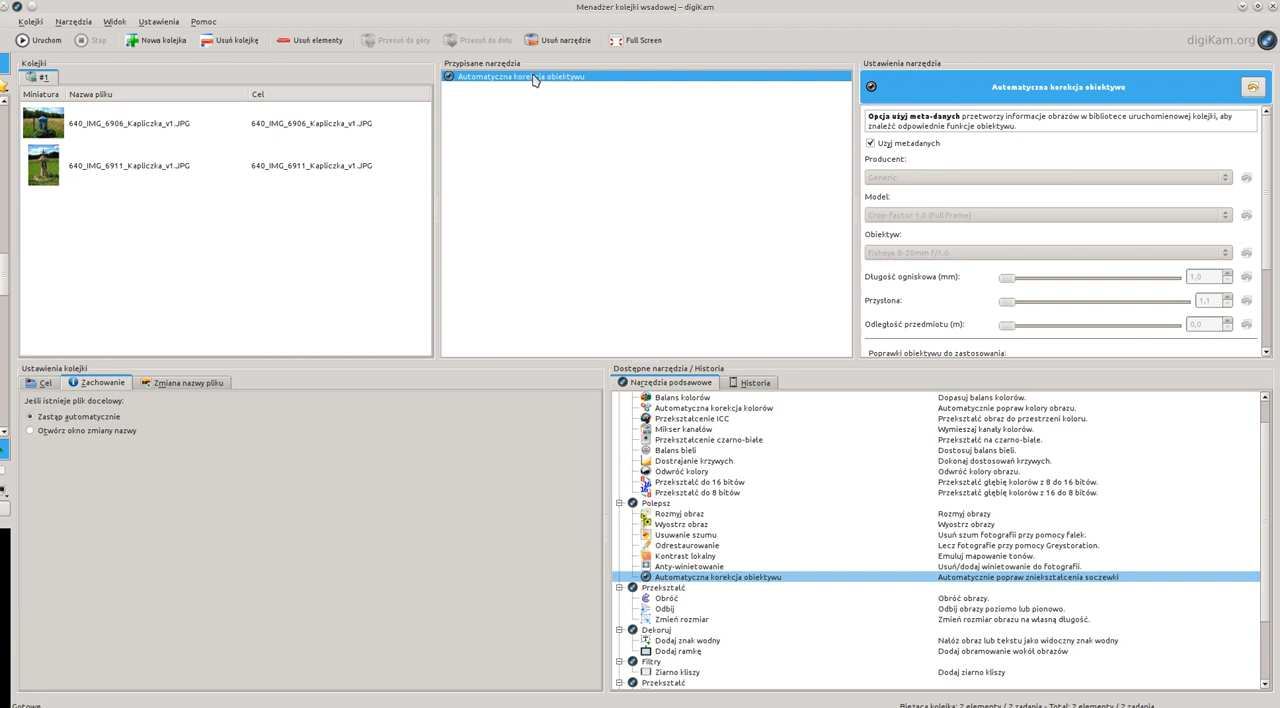 Menadżer kolejki wsadowej – digiKam
Kolejki Narzędzia Widok Ustawienia Pomoc
Uruchom Stop Nowa kolejka Usuń kolejkę Usuń elementy Przesuń do góry Przesuń do dołu Usuń narzędzie Full Screen digiKam.org
Kolejki
#1
Miniatura Nazwa pliku Cel
640_IMG_6906_Kapliczka_v1.JPG 640_IMG_6906_Kapliczka_v1.JPG
640_IMG_6911_Kapliczka_v1.JPG 640_IMG_6911_Kapliczka_v1.JPG
Przypisane narzędzia
Automatyczna korekcja obiektywu
Ustawienia narzędzia
Automatyczna korekcja obiektywu
Opcja użyj meta-danych przetworzy informacje obrazów w bibliotece uruchomienej kolejki, aby
znaleźć odpowiednie funkcje obiektywu.
Użyj metadanych
Producent:
Generic
Model:
Crop-factor 1.0 (Full Frame)
Obiektyw:
Fisheye 8-20mm F/1.0
Długość ogniskowa (mm): 1,0
Przysłona: 1,1
Odległość przedmiotu (m): 0,0
Poprawki obiektywu do zastosowania:
Ustawienia kolejki
Cel Zachowanie Zmiana nazwy pliku
Jeśli istnieje plik docelowy:
Zastąp automatycznie
Otwórz okno zmiany nazwy
Dostępne narzędzia / Historia
Narzędzia podsawowe Historia
Balans kolorów Dopasuj balans kolorów.
Automatyczna korekcja kolorów Automatycznie popraw kolory obrazu.
Przekształcenie ICC Przekształć obraz do przestrzeni koloru.
Mikser kanałów Wymieszaj kanały kolorów.
Przekształcenie czarno-białe Przekształć na czarno-białe.
Balans bieli Dostosuj balans bieli.
Dostrajanie krzywych Dokonaj dostosowań krzywych.
Odwróć kolory Odwróć kolory obrazu.
Przekształć do 16 bitów Przekształć głębię kolorów z 8 do 16 bitów.
Przekształć do 8 bitów Przekształć głębię kolorów z 16 do 8 bitów.
Polepsz
Rozmyj obraz Rozmyj obrazy
Wyostrz obraz Wyostrz obrazy
Usuwanie szumu Usuń szum fotografii przy pomocy falek.
Odrestaurowanie Lecz fotografie przy pomocy Greystoration.
Kontrast lokalny Emuluj mapowanie tonów.
Anty-winietowanie Usuń/dodaj winietowanie do fotografii.
Automatyczna korekcja obiektywu Automatycznie popraw zniekształcenia soczewki
Przekształć
Obróć Obróć obrazy.
Odbij Odbij obrazy poziomo lub pionowo.
Zmień rozmiar Zmień rozmiar obrazu na własną długość.
Dekoruj
Dodaj znak wodny Nałóż obraz lub tekstu jako widoczny znak wodny
Dodaj ramkę Dodaj obramowanie wokół obrazów
Filtry
Ziarno kliszy Dodaj ziarno kliszy
Przekształć
Gotowe Bieżąca kolejka: 2 elementy / 2 zadania - Total: 2 elementy / 2 zadania